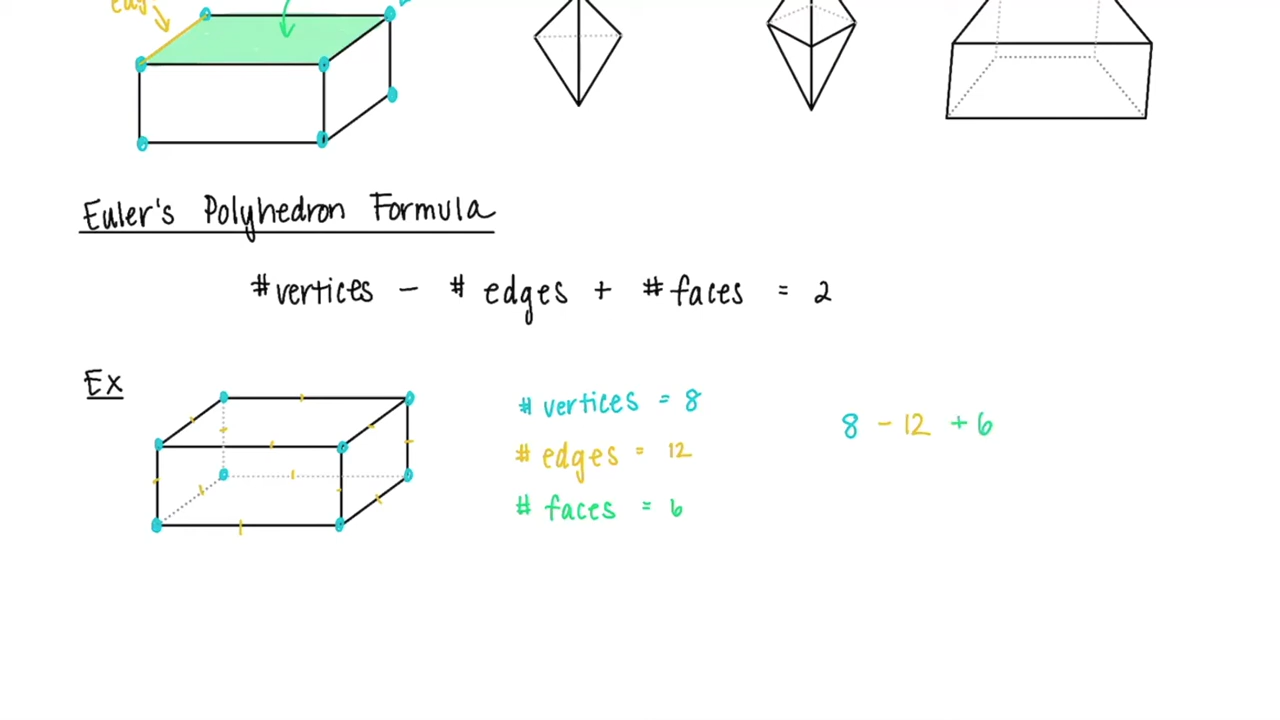 Euler's Polyhedron Formula
# vertices - # edges + # faces = 2
Ex
# vertices = 8
# edges = 12
# faces = 6
8 - 12 + 6